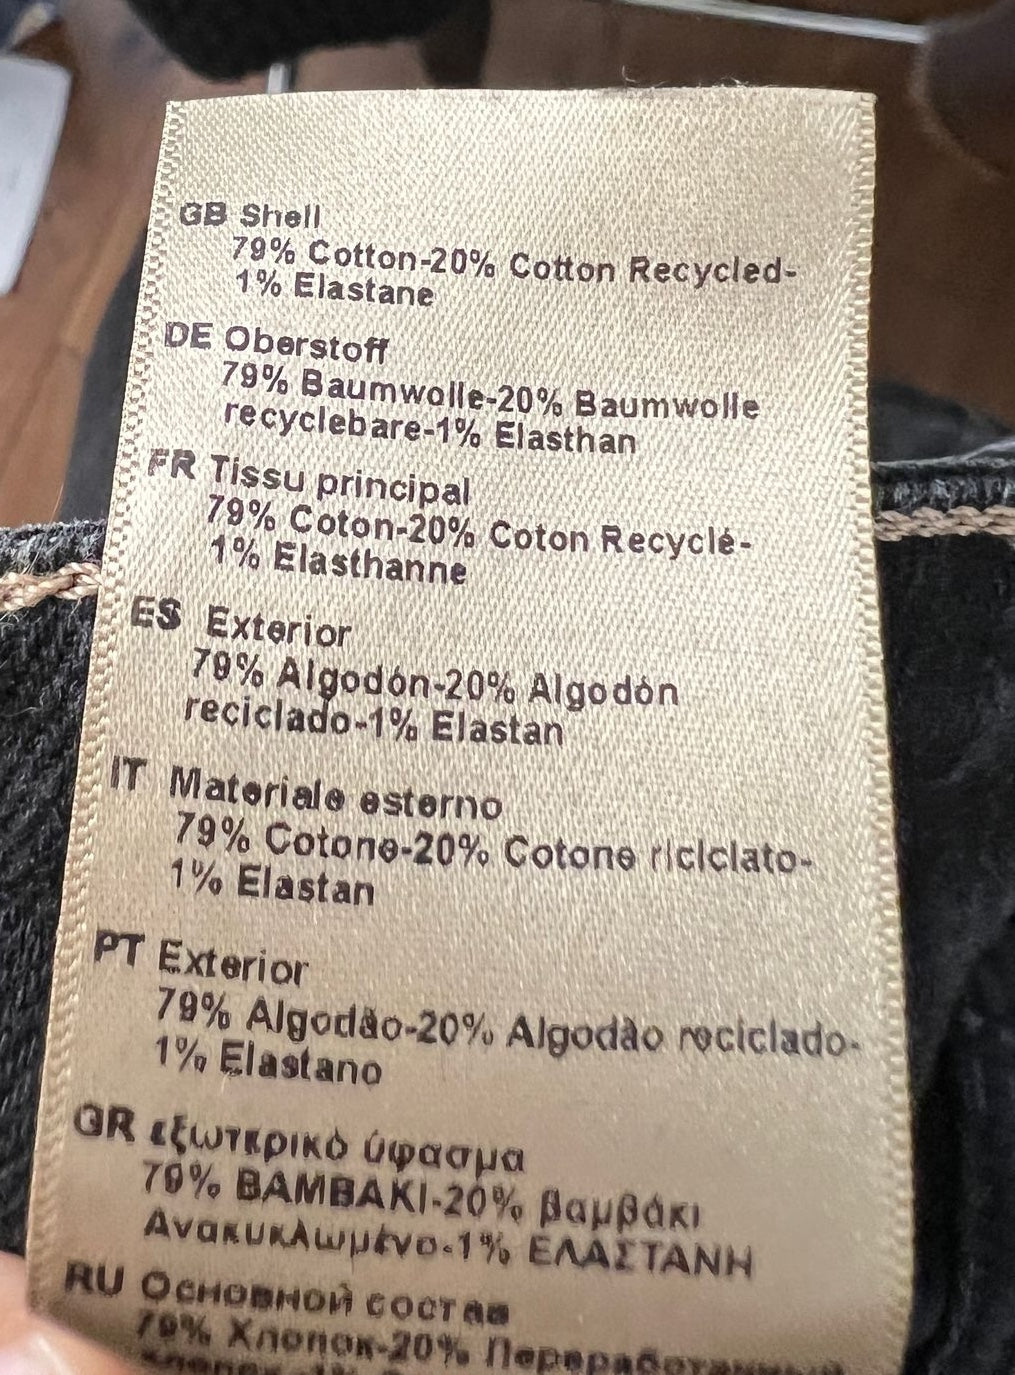 GB Shell
79% Cotton-20% Cotton Recycled-
1% Elastane
DE Oberstoff
79% Baumwolle-20% Baumwolle
recyclebare-1% Elasthan
FR Tissu principal
79% Coton-20% Coton Recyclé-
1% Elasthanne
ES Exterior
79% Algodón-20% Algodón
reciclado-1% Elastan
IT Materiale esterno
79% Cotone-20% Cotone riciclato-
1% Elastan
PT Exterior
79% Algodão-20% Algodão reciclado-
1% Elastano
GR εξωτερικό ύφασμα
79% ΒΑΜΒΑΚΙ-20% βαμβάκι
Ανακυκλωμένο-1% ΕΛΑΣΤΑΝΗ
RU Основной состав
79% Хлопок-20%